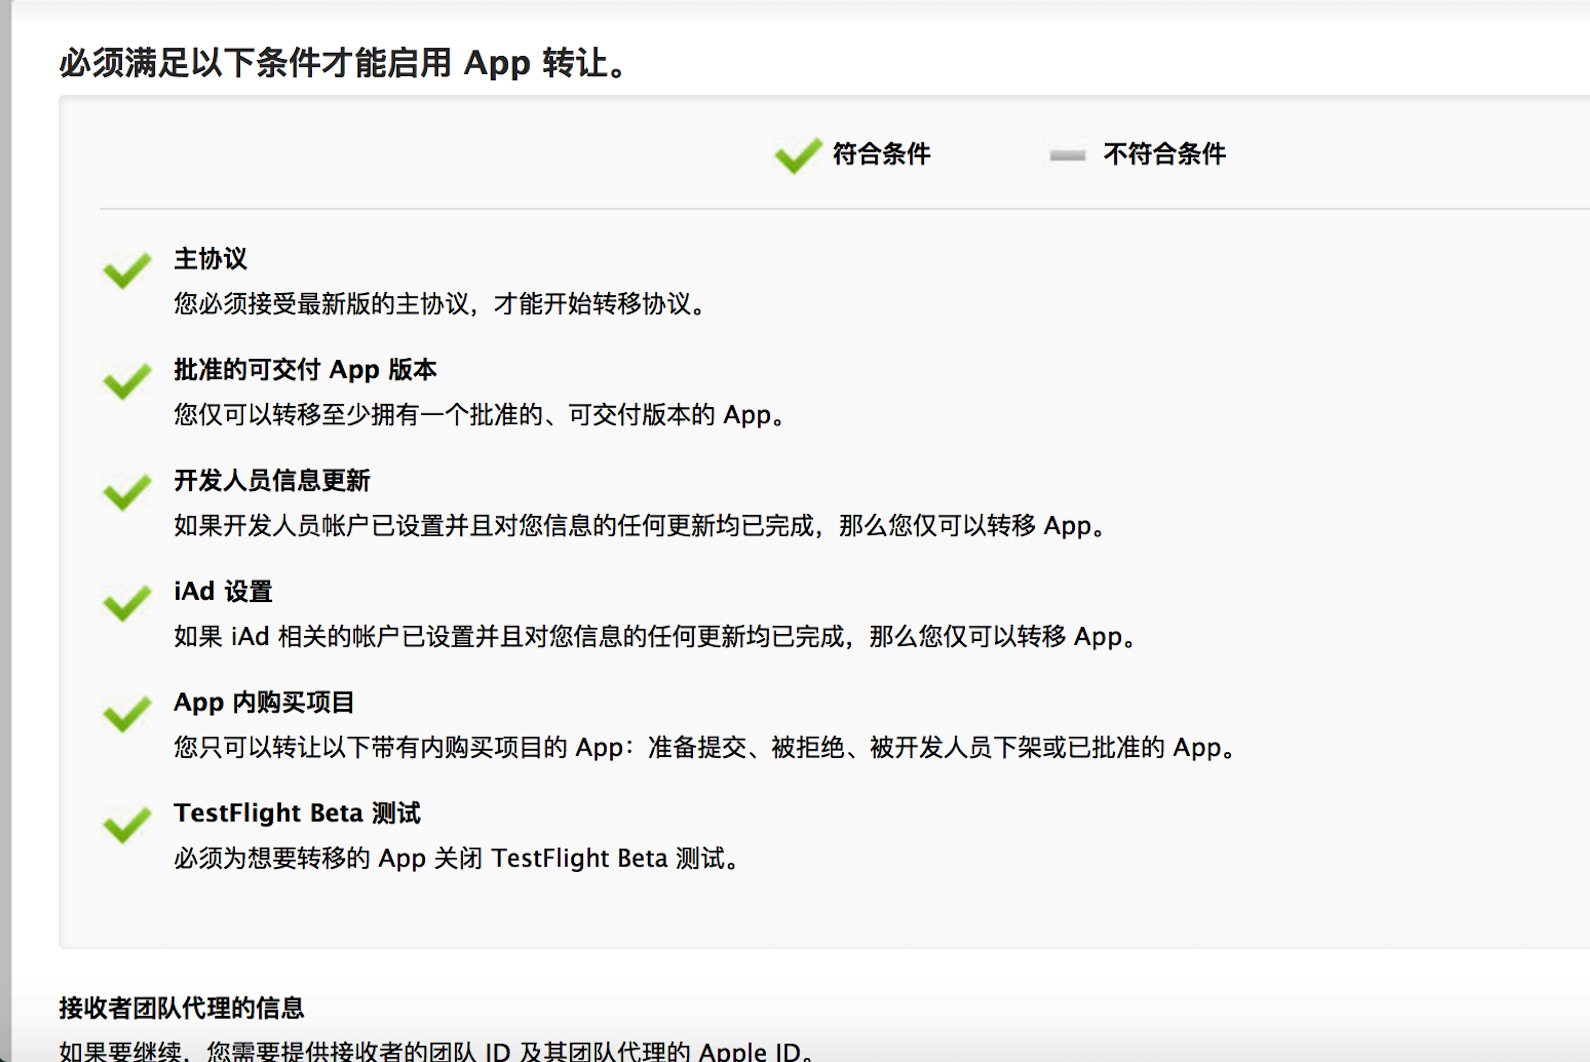 必须满足以下条件才能启用 App 转让。
符合条件
不符合条件
主协议
您必须接受最新版的主协议，才能开始转移协议。
批准的可交付 App 版本
您仅可以转移至少拥有一个批准的、可交付版本的 App。
开发人员信息更新
如果开发人员帐户已设置并且对您信息的任何更新均已完成，那么您仅可以转移 App。
iAd 设置
如果 iAd 相关的帐户已设置并且对您信息的任何更新均已完成，那么您仅可以转移 App。
App 内购买项目
您只可以转让以下带有内购买项目的 App：准备提交、被拒绝、被开发人员下架或已批准的 App。
TestFlight Beta 测试
必须为想要转移的 App 关闭 TestFlight Beta 测试。
接收者团队代理的信息
如果要继续，您需要提供接收者的团队 ID 及其团队代理的 Apple ID。